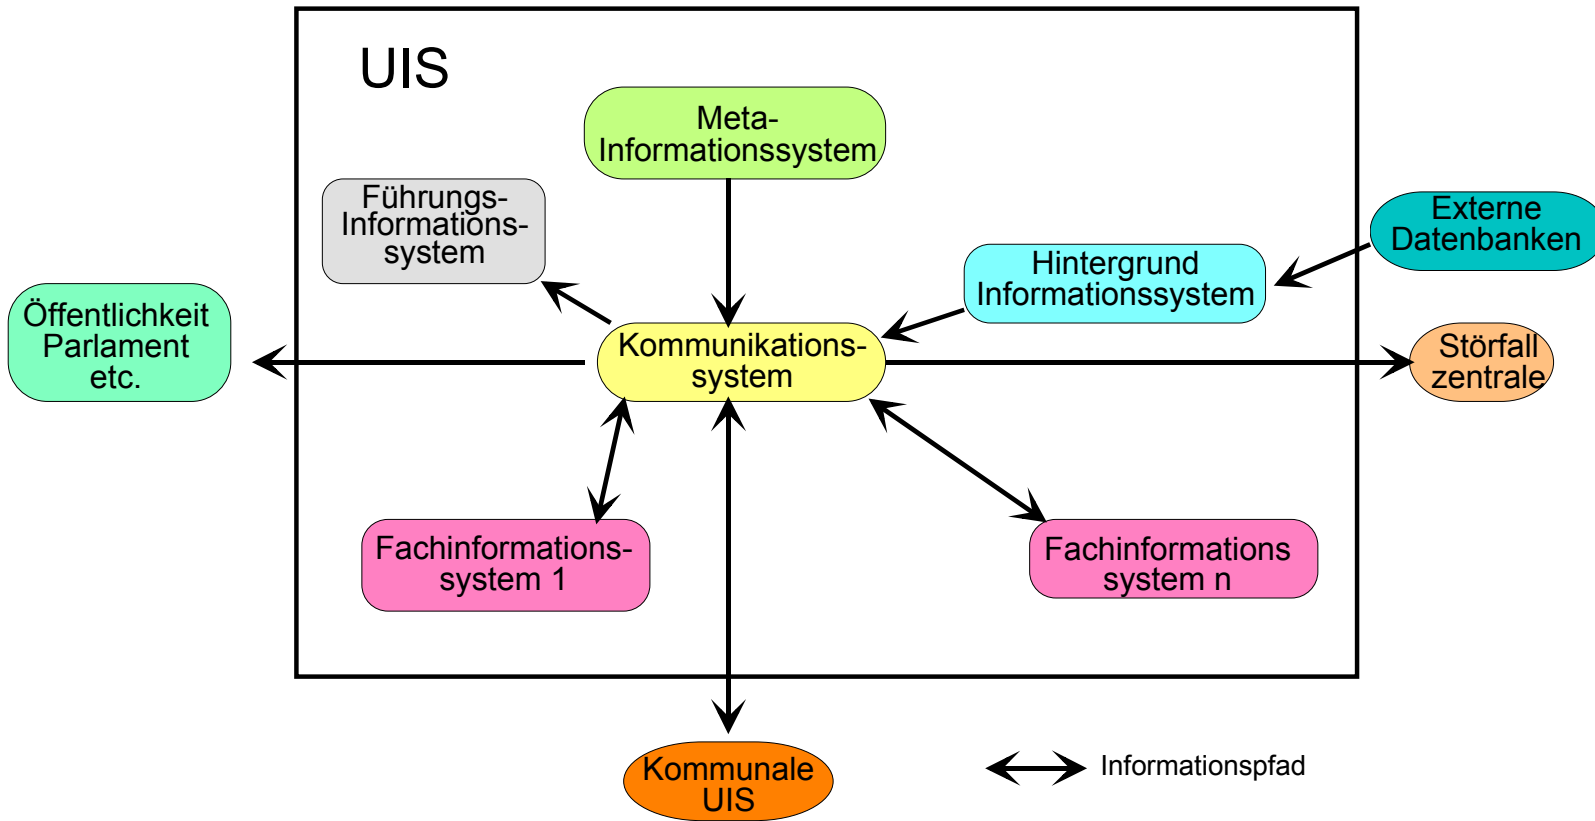 UIS
Meta-
Informationssystem
Führungs-
Informations-
system
Externe
Datenbanken
Hintergrund
Informationssystem
Öffentlichkeit
Parlament
etc.
Kommunikations-
system
Störfall
zentrale
Fachinformations-
system 1
Fachinformations
system n
Kommunale
UIS
Informationspfad